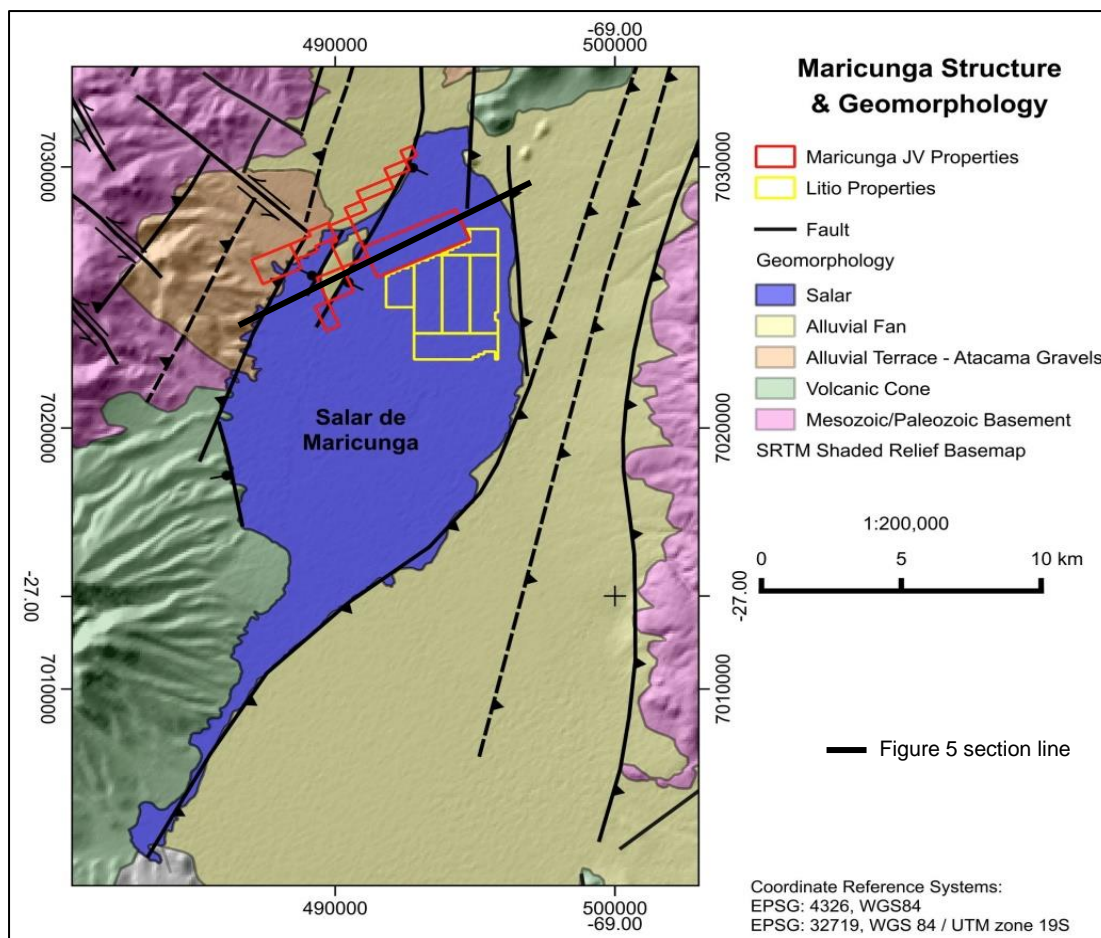 -69.00
490000
500000
Maricunga Structure
& Geomorphology
Maricunga JV Properties
Litio Properties
Fault
Geomorphology
Salar
Alluvial Fan
Alluvial Terrace - Atacama Gravels
Volcanic Cone
Mesozoic/Paleozoic Basement
SRTM Shaded Relief Basemap
1:200,000
0 5 10 km
Figure 5 section line
Coordinate Reference Systems:
EPSG: 4326, WGS84
EPSG: 32719, WGS 84 / UTM zone 19S
7030000
7020000
-27.00
7010000
Salar de
Maricunga
7030000
7020000
-27.00
7010000
490000
500000
-69.00